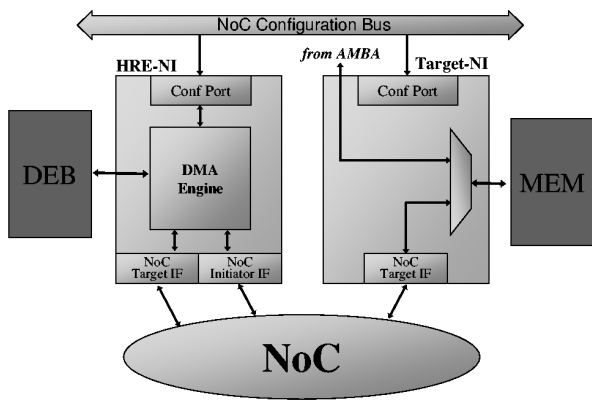 NoC Configuration Bus
HRE-NI
from AMBA
Target-NI
Conf Port
Conf Port
DEB
DMA
Engine
MEM
NoC
Target IF
NoC
Initiator IF
NoC
Target IF
NoC